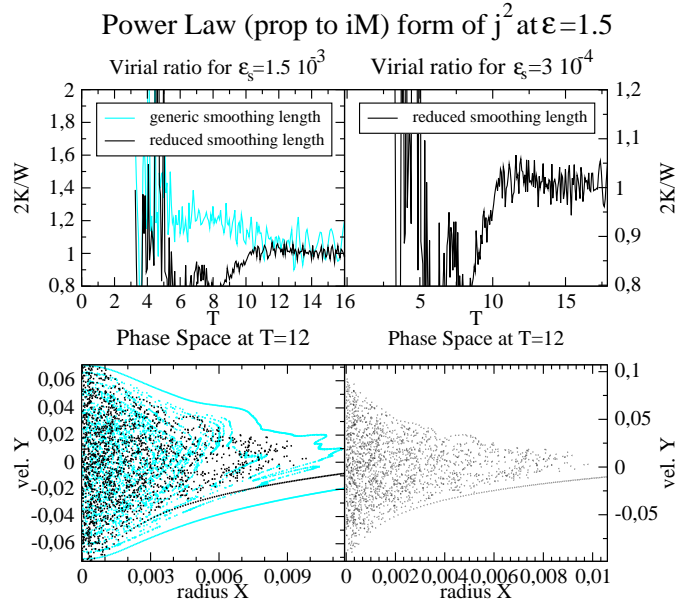 Power Law (prop to iM) form of j² at ε=1.5
Virial ratio for εₛ=1.5 10⁻³
Virial ratio for εₛ=3 10⁻⁴
2K/W
2
1,8
1,6
1,4
1,2
1
0,8
generic smoothing length
reduced smoothing length
0 2 4 6 8 10 12 14 16
T
reduced smoothing length
1,2
1,1
1
0,9
0,8
2K/W
5 10 15
T
Phase Space at T=12
Phase Space at T=12
vel. Y
0,06
0,04
0,02
0
-0,02
-0,04
-0,06
0 0,003 0,006 0,009
radius X
0,1
0,05
0
-0,05
vel. Y
0 0,002 0,004 0,006 0,008 0,01
radius X